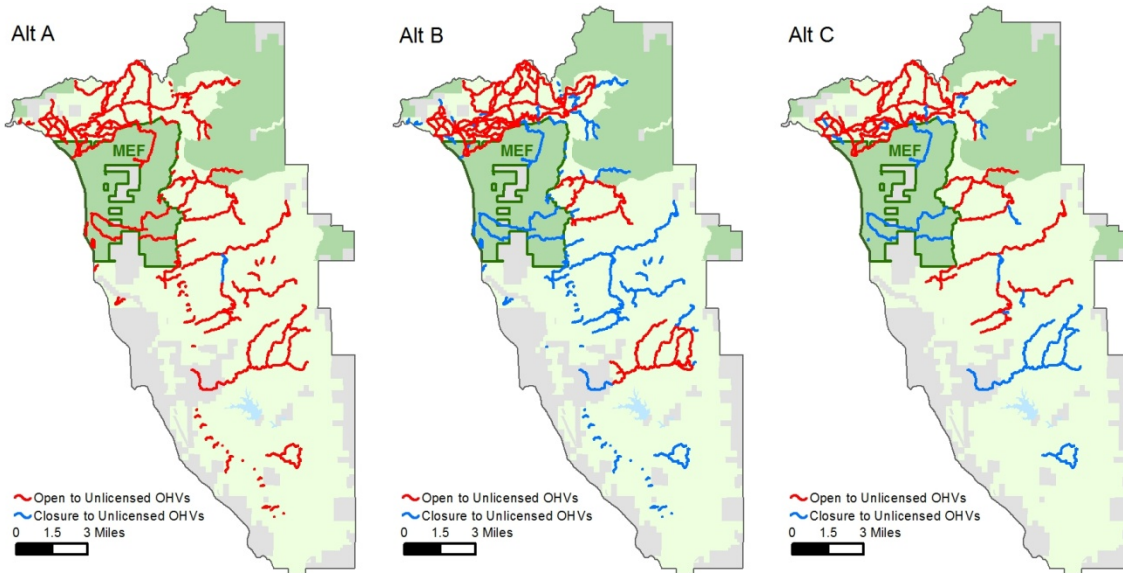 Alt A
MEF
Open to Unlicensed OHVs
Closure to Unlicensed OHVs
0 1.5 3 Miles
Alt B
MEF
Open to Unlicensed OHVs
Closure to Unlicensed OHVs
0 1.5 3 Miles
Alt C
MEF
Open to Unlicensed OHVs
Closure to Unlicensed OHVs
0 1.5 3 Miles